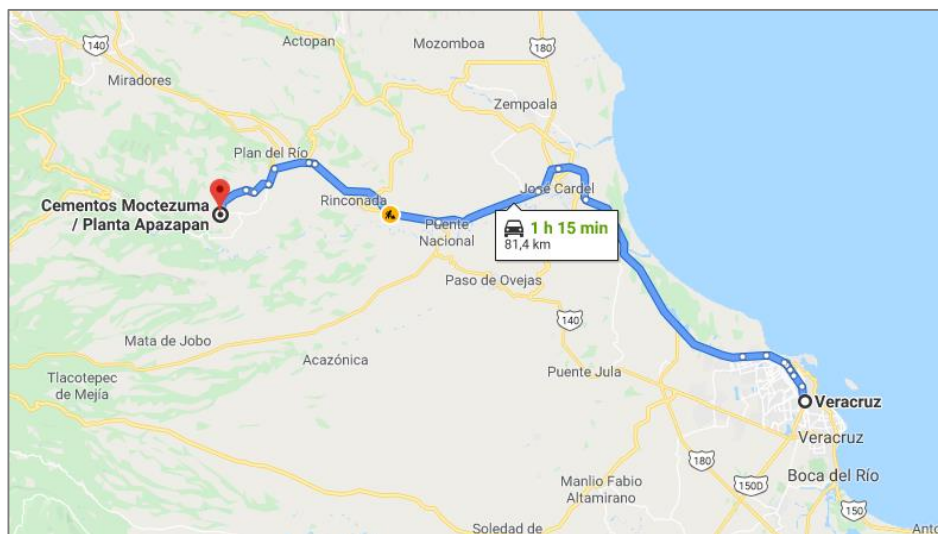 Actopan
Mozomboa
180
140
Miradores
Zempoala
Plan del Río
Cementos Moctezuma
/ Planta Apazapan
Rinconada
José Cardel
Puente
Nacional
1 h 15 min
81,4 km
Paso de Ovejas
140
Mata de Jobo
Acazónica
Puente Jula
Tlacotepec
de Mejía
Veracruz
Veracruz
180
150D
Boca del Río
Manlio Fabio
Altamirano
150
Soledad de
Anto